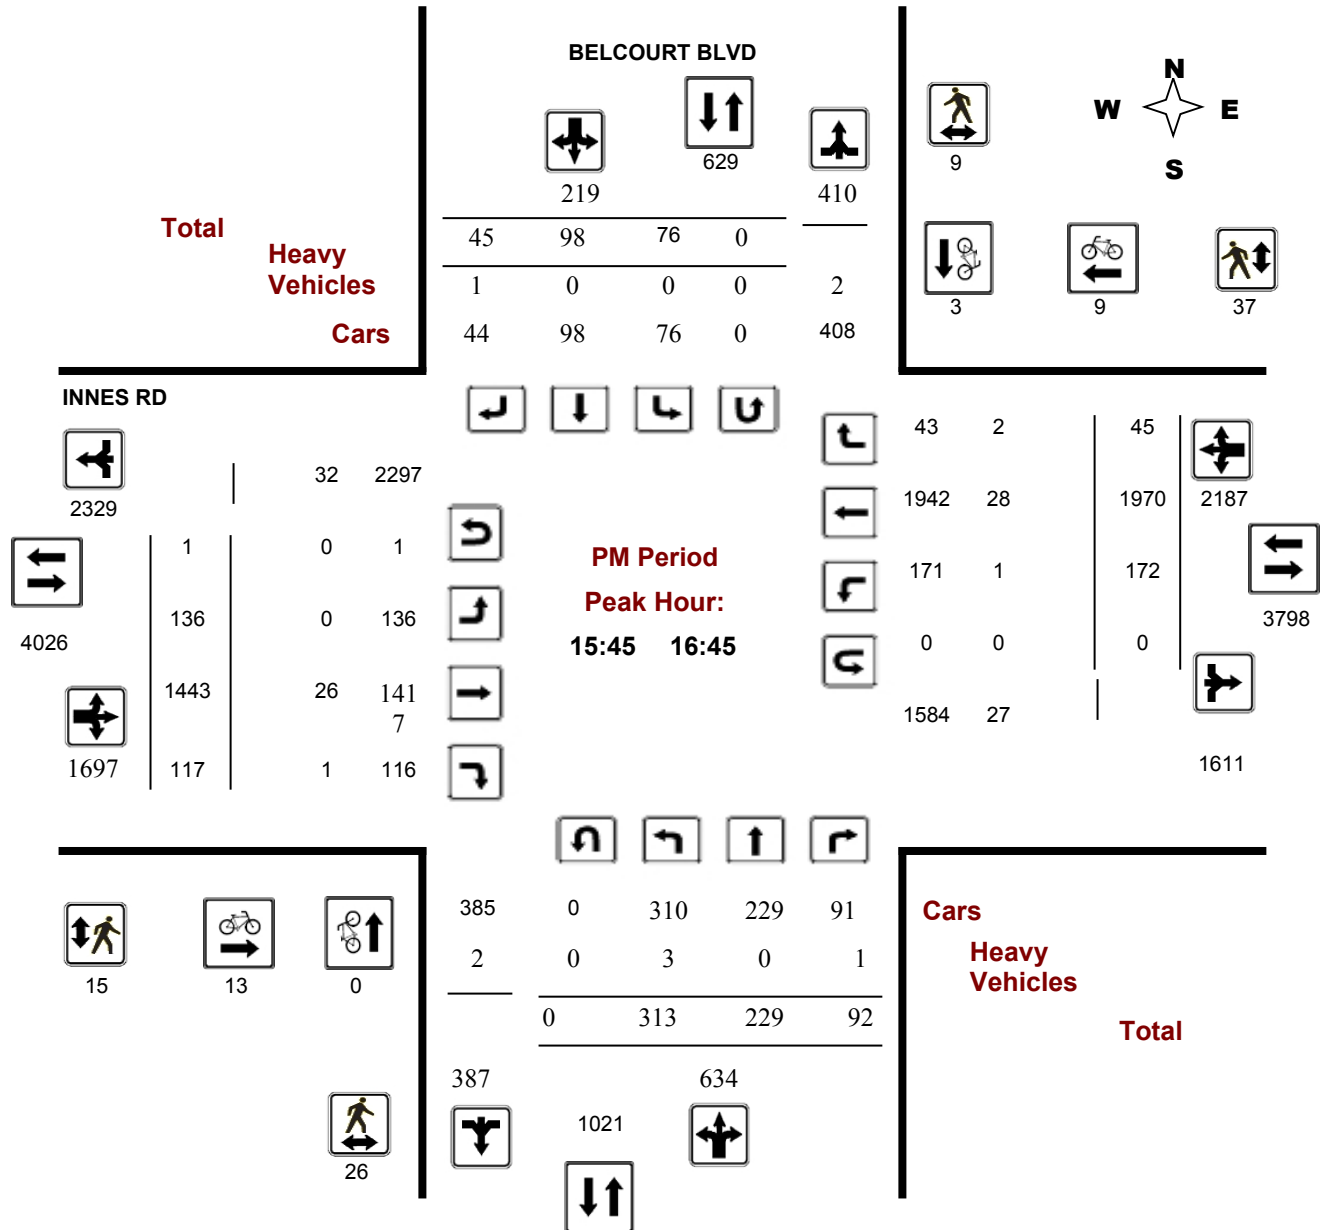 BELCOURT BLVD
N
W E
S
629
9
219 410
Total
45 98 76 0
Heavy
Vehicles
1 0 0 0 2
3 9 37
Cars 44 98 76 0 408
INNES RD
43 2 45
32 2297
2329
1942 28 1970 2187
1 0 1
PM Period
171 1 172
Peak Hour:
136 0 136
3798
4026
15:45 16:45
0 0 0
1443 26 141
7
1584 27
1697 117 1 116
1611
385 0 310 229 91 Cars
2 0 3 0 1
Heavy
Vehicles
15 13 0
0 313 229 92
Total
387 634
1021
26